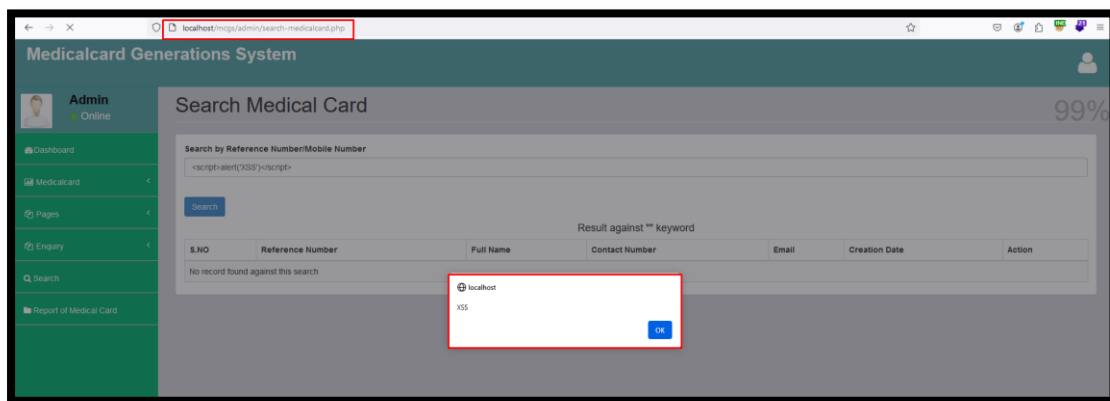 localhost/mcgs/admin/search-medicalcard.php
Medicalcard Generations System
Admin
Online
Search Medical Card
99%
Dashboard
Medicalcard
Pages
Enquiry
Search
Report of Medical Card
Search by Reference Number/Mobile Number
<script>alert('XSS')</script>
Search
Result against "" keyword
S.NO Reference Number Full Name Contact Number Email Creation Date Action
No record found against this search
localhost
XSS
OK